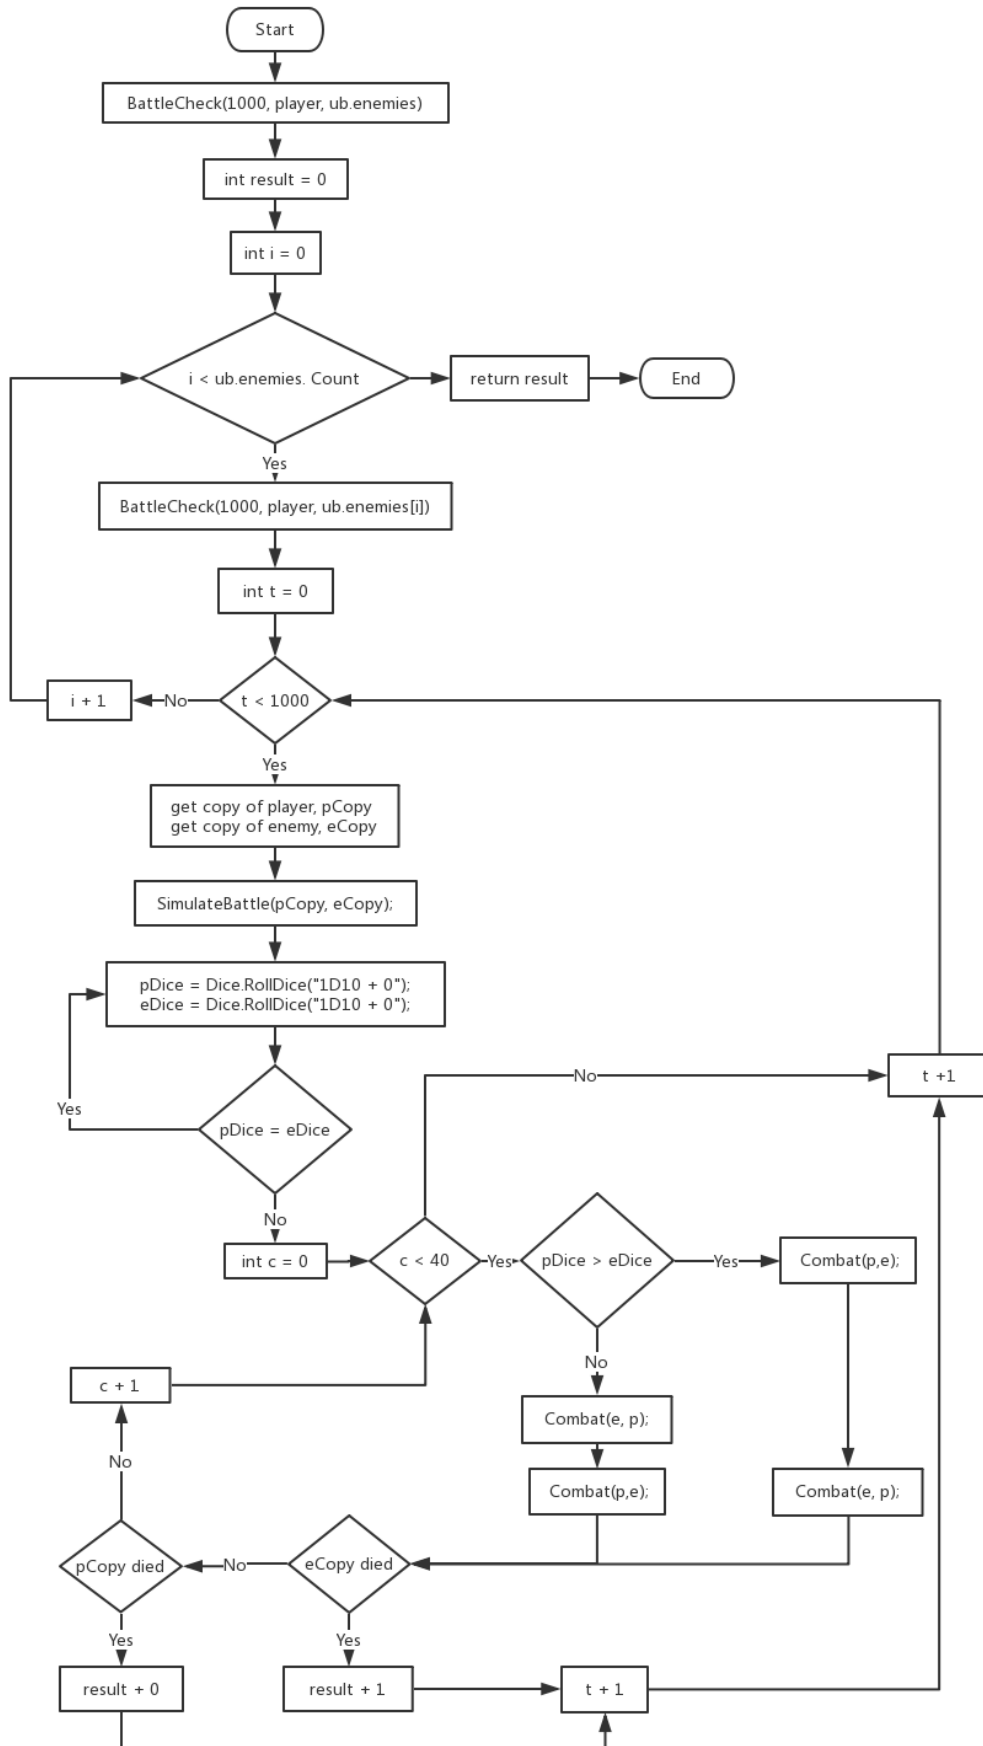 Start
BattleCheck(1000, player, ub.enemies)
int result = 0
int i = 0
i < ub.enemies. Count
return result
End
Yes
BattleCheck(1000, player, ub.enemies[i])
int t = 0
i + 1
No
t < 1000
Yes
get copy of player, pCopy
get copy of enemy, eCopy
SimulateBattle(pCopy, eCopy);
pDice = Dice.RollDice("1D10 + 0");
eDice = Dice.RollDice("1D10 + 0");
No
t +1
Yes
pDice = eDice
No
int c = 0
c < 40
Yes
pDice > eDice
Yes
Combat(p,e);
No
c + 1
Combat(e, p);
No
Combat(p,e);
Combat(e, p);
pCopy died
No
eCopy died
Yes
Yes
result + 0
result + 1
t + 1